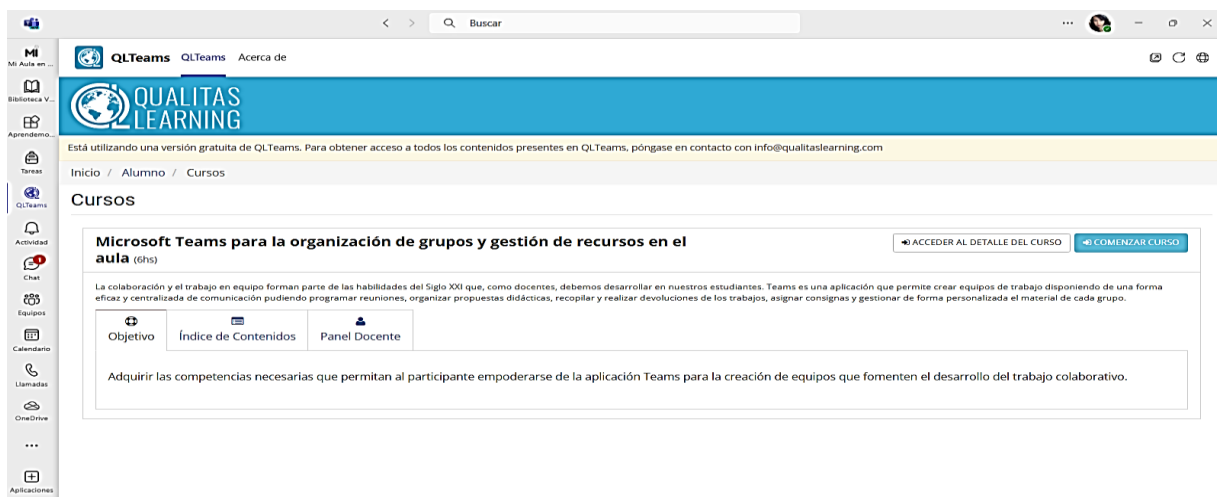 Buscar
MI
Mi Aula en ...
Biblioteca V...
Aprendemo...
Tareas
QLTeams
Actividad
1
Chat
Equipos
Calendario
Llamadas
OneDrive
Aplicaciones
QLTeams QLTeams Acerca de
QUALITAS
LEARNING
Está utilizando una versión gratuita de QLTeams. Para obtener acceso a todos los contenidos presentes en QLTeams, póngase en contacto con info@qualitaslearning.com
Inicio / Alumno / Cursos
Cursos
Microsoft Teams para la organización de grupos y gestión de recursos en el
aula (6hs)
ACCEDER AL DETALLE DEL CURSO
COMENZAR CURSO
La colaboración y el trabajo en equipo forman parte de las habilidades del Siglo XXI que, como docentes, debemos desarrollar en nuestros estudiantes. Teams es una aplicación que permite crear equipos de trabajo disponiendo de una forma
eficaz y centralizada de comunicación pudiendo programar reuniones, organizar propuestas didácticas, recopilar y realizar devoluciones de los trabajos, asignar consignas y gestionar de forma personalizada el material de cada grupo.
Objetivo
Índice de Contenidos
Panel Docente
Adquirir las competencias necesarias que permitan al participante empoderarse de la aplicación Teams para la creación de equipos que fomenten el desarrollo del trabajo colaborativo.